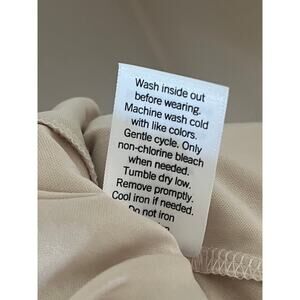 Wash inside out
before wearing.
Machine wash cold
with like colors.
Gentle cycle. Only
non-chlorine bleach
when needed.
Tumble dry low.
Remove promptly.
Cool iron if needed.
Do not iron